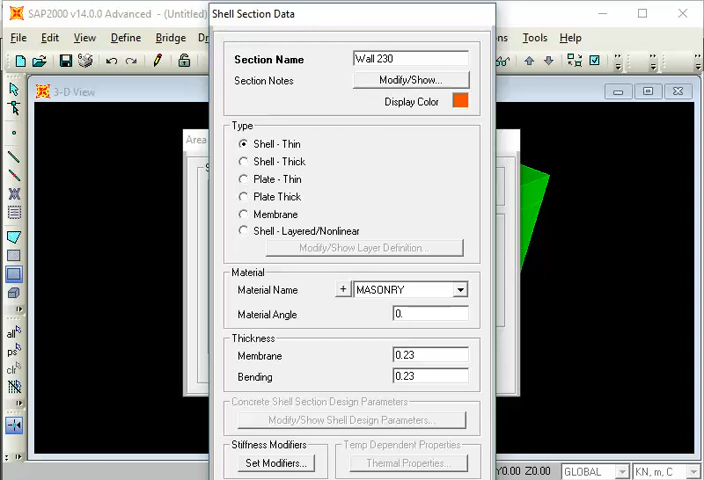 SAP2000 v14.0.0 Advanced - (Untitled)
Shell Section Data
File Edit View Define Bridge Tools Help
3-D View
Area
Section Name Wall 230
Section Notes Modify/Show...
Display Color
Type
Shell - Thin
Shell - Thick
Plate - Thin
Plate Thick
Membrane
Shell - Layered/Nonlinear
Modify/Show Layer Definition...
Material
Material Name + MASONRY
Material Angle 0.
Thickness
Membrane 0.23
Bending 0.23
Concrete Shell Section Design Parameters
Modify/Show Shell Design Parameters...
Stiffness Modifiers Temp Dependent Properties
Set Modifiers... Thermal Properties...
all
ps
clr
Y0.00 Z0.00 GLOBAL KN, m, C